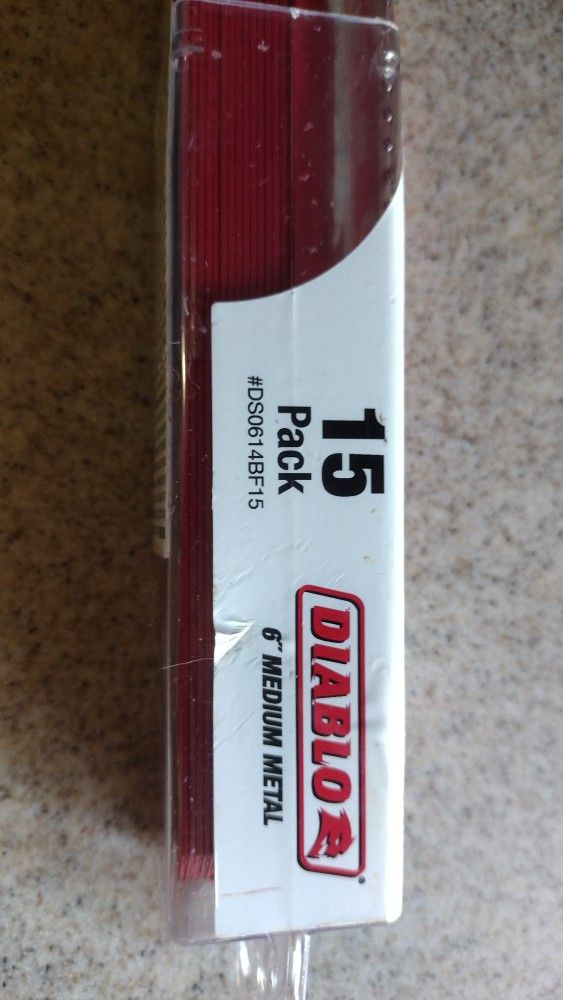 15
Pack
#DS0614BF15
DIABLO®
6" MEDIUM METAL